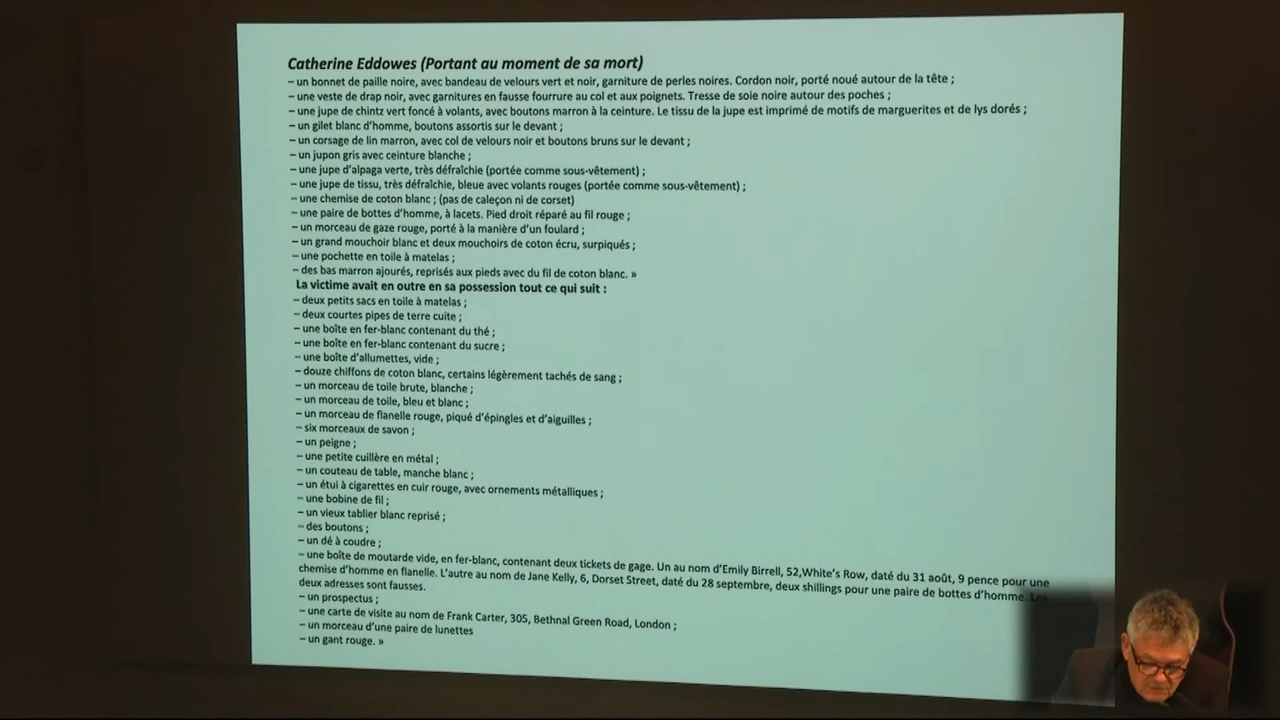 Catherine Eddowes (Portant au moment de sa mort)
– un bonnet de paille noire, avec bandeau de velours vert et noir, garniture de perles noires. Cordon noir, porté noué autour de la tête ;
– une veste de drap noir, avec garnitures en fausse fourrure au col et aux poignets. Tresse de soie noire autour des poches ;
– une jupe de chintz vert foncé à volants, avec boutons marron à la ceinture. Le tissu de la jupe est imprimé de motifs de marguerites et de lys dorés ;
– un gilet blanc d'homme, boutons assortis sur le devant ;
– un corsage de lin marron, avec col de velours noir et boutons bruns sur le devant ;
– un jupon gris avec ceinture blanche ;
– une jupe d'alpaga verte, très défraîchie (portée comme sous-vêtement) ;
– une jupe de tissu, très défraîchie, bleue avec volants rouges (portée comme sous-vêtement) ;
– une chemise de coton blanc ; (pas de caleçon ni de corset)
– une paire de bottes d'homme, à lacets. Pied droit réparé au fil rouge ;
– un morceau de gaze rouge, porté à la manière d'un foulard ;
– un grand mouchoir blanc et deux mouchoirs de coton écru, surpiqués ;
– une pochette en toile à matelas ;
– des bas marron ajourés, reprisés aux pieds avec du fil de coton blanc. »
La victime avait en outre en sa possession tout ce qui suit :
– deux petits sacs en toile à matelas ;
– deux courtes pipes de terre cuite ;
– une boîte en fer-blanc contenant du thé ;
– une boîte en fer-blanc contenant du sucre ;
– une boîte d'allumettes, vide ;
– douze chiffons de coton blanc, certains légèrement tachés de sang ;
– un morceau de toile brute, blanche ;
– un morceau de toile, bleu et blanc ;
– un morceau de flanelle rouge, piqué d'épingles et d'aiguilles ;
– six morceaux de savon ;
– un peigne ;
– une petite cuillère en métal ;
– un couteau de table, manche blanc ;
– un étui à cigarettes en cuir rouge, avec ornements métalliques ;
– une bobine de fil ;
– un vieux tablier blanc reprisé ;
– des boutons ;
– un dé à coudre ;
– une boîte de moutarde vide, en fer-blanc, contenant deux tickets de gage. Un au nom d'Emily Birrell, 52,White's Row, daté du 31 août, 9 pence pour une
chemise d'homme en flanelle. L'autre au nom de Jane Kelly, 6, Dorset Street, daté du 28 septembre, deux shillings pour une paire de bottes d'homme. Les
deux adresses sont fausses.
– un prospectus ;
– une carte de visite au nom de Frank Carter, 305, Bethnal Green Road, London ;
– un morceau d'une paire de lunettes
– un gant rouge. »